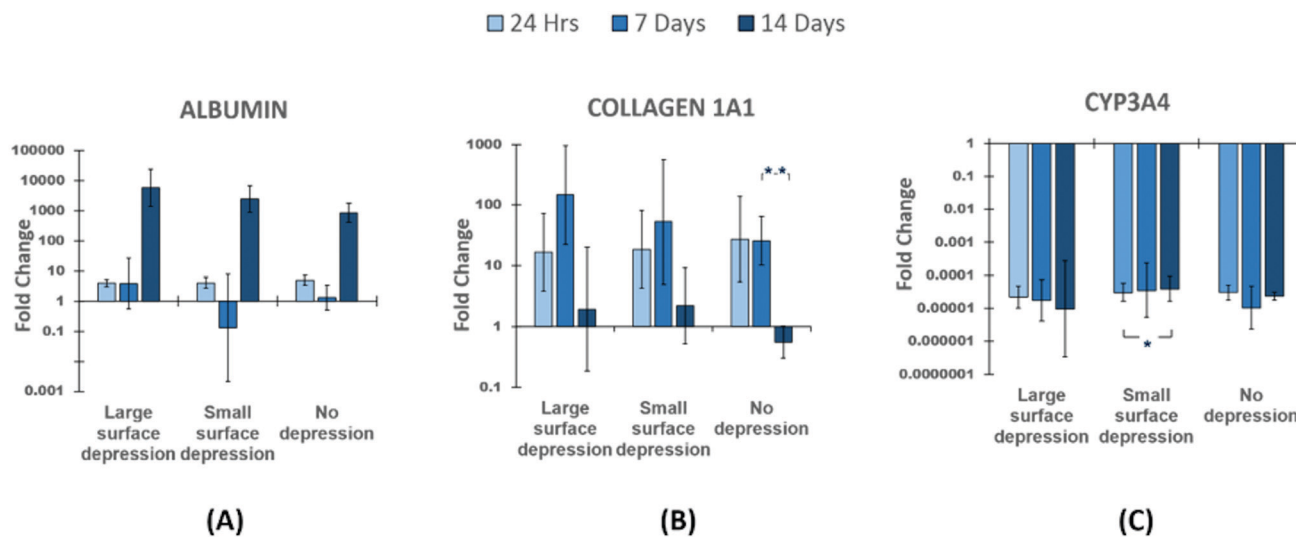 24 Hrs 7 Days 14 Days
ALBUMIN
Fold Change
100000
10000
1000
100
10
1
0.1
0.001
Large surface depression
Small surface depression
No depression
(A)
COLLAGEN 1A1
Fold Change
1000
100
10
1
0.1
* *
Large surface depression
Small surface depression
No depression
(B)
CYP3A4
Fold Change
1
0.1
0.01
0.001
0.0001
0.00001
0.000001
0.0000001
*
Large surface depression
Small surface depression
No depression
(C)